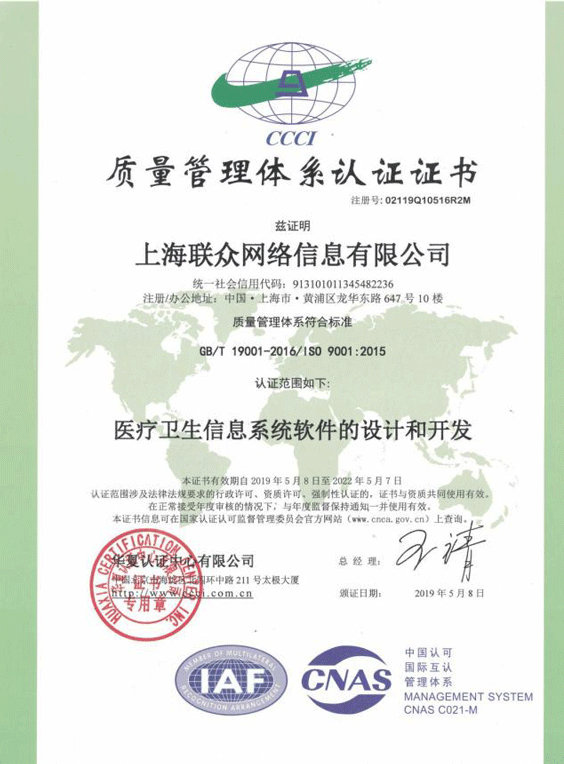 CCCI
质量管理体系认证证书
注册号: 02119Q10516R2M
兹证明
上海联众网络信息有限公司
统一社会信用代码: 913101011345482236
注册/办公地址: 中国·上海市·黄浦区龙华东路 647 号 10 楼
质量管理体系符合标准
GB/T 19001-2016/ISO 9001:2015
认证范围如下:
医疗卫生信息系统软件的设计和开发
本证书有效期自 2019 年 5 月 8 日至 2022 年 5 月 7 日
认证范围涉及法律法规要求的行政许可、资质许可、强制性认证的, 证书与资质共同使用有效。
在正常接受年度审核的情况下, 与年度监督保持通知一并使用有效。
本证书信息可在国家认证认可监督管理委员会官方网站 (www.cnca.gov.cn) 上查询。
HUAXIA CERTIFICATION CENTER INC.
证书
专用章
华夏认证中心有限公司
环中路 211 号太极大厦
http://www.ccci.com.cn
总 经 理:
颁证日期: 2019 年 5 月 8 日
MEMBER OF MULTILATERAL
IAF
RECOGNITION ARRANGEMENT
CNAS
中国认可
国际互认
管理体系
MANAGEMENT SYSTEM
CNAS C021-M